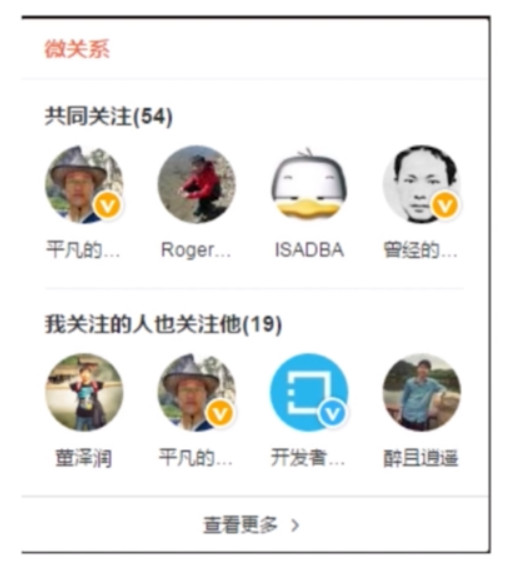 微关系
共同关注(54)
平凡的... Roger... ISADBA 曾经的...
我关注的人也关注他(19)
董泽润 平凡的... 开发者... 醉且逍遥
查看更多 >